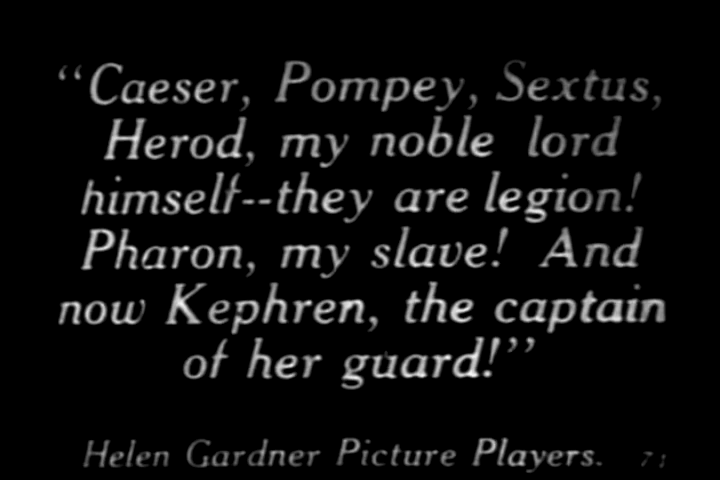 “Caeser, Pompey, Sextus,
Herod, my noble lord
himself--they are legion!
Pharon, my slave! And
now Kephren, the captain
of her guard!”
Helen Gardner Picture Players.